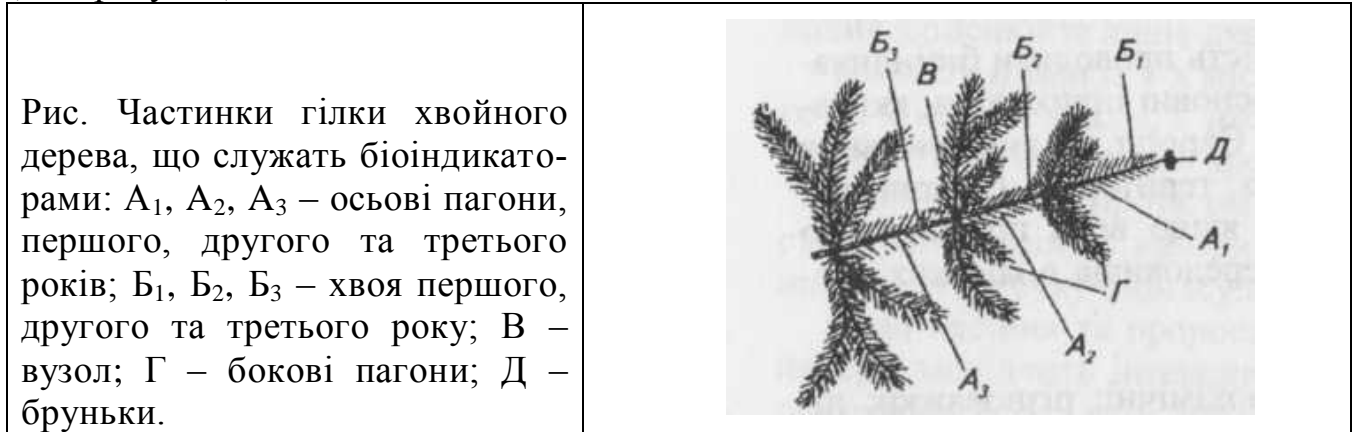 Рис. Частинки гілки хвойного
дерева, що служать біоіндикато-
рами: А₁, А₂, А₃ – осьові пагони,
першого, другого та третього
років; Б₁, Б₂, Б₃ – хвоя першого,
другого та третього року; В –
вузол; Г – бокові пагони; Д –
бруньки.
Б₃
В
Б₂
Б₁
Д
А₁
Г
А₂
А₃